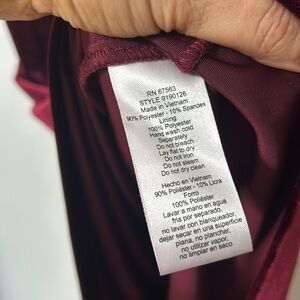 RN 67563
STYLE 9190126
Made in Vietnam
90% Polyester - 10% Spandex
Lining
100% Polyester
Hand wash cold
Separately
Do not bleach
Lay flat to dry
Do not iron
Do not steam
Do not dry clean
Hecho en Vietnam
90% Poliéster - 10% Licra
Forro
100% Poliéster
Lavar a mano en agua
fria por separado,
no lavar con blanqueador,
dejar secar en una superficie
plana, no planchar,
no utilizar vapor,
no limpiar en seco